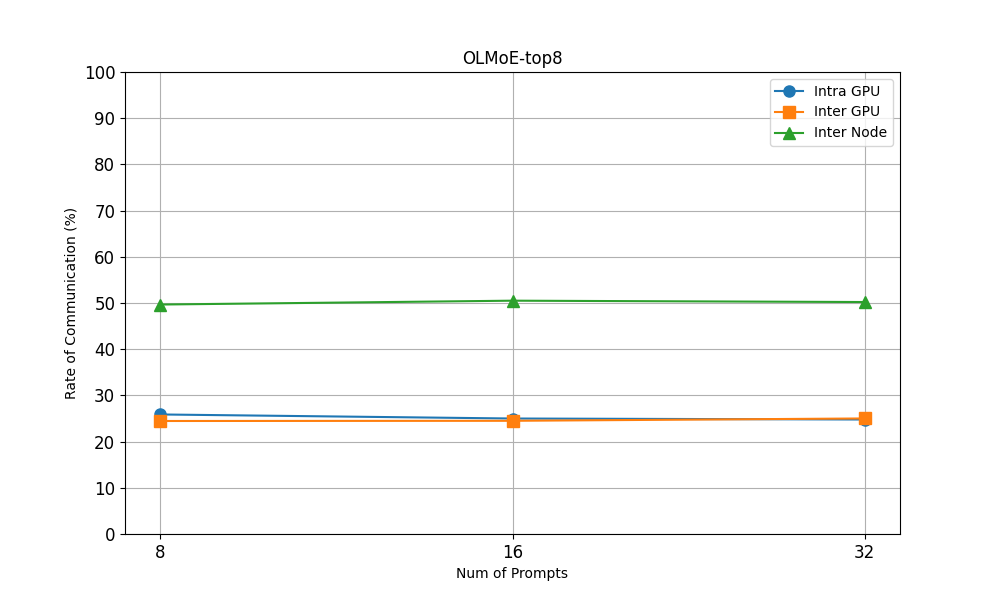 OLMoE-top8
Intra GPU
Inter GPU
Inter Node
Rate of Communication (%)
100
90
80
70
60
50
40
30
20
10
0
8 16 32
Num of Prompts